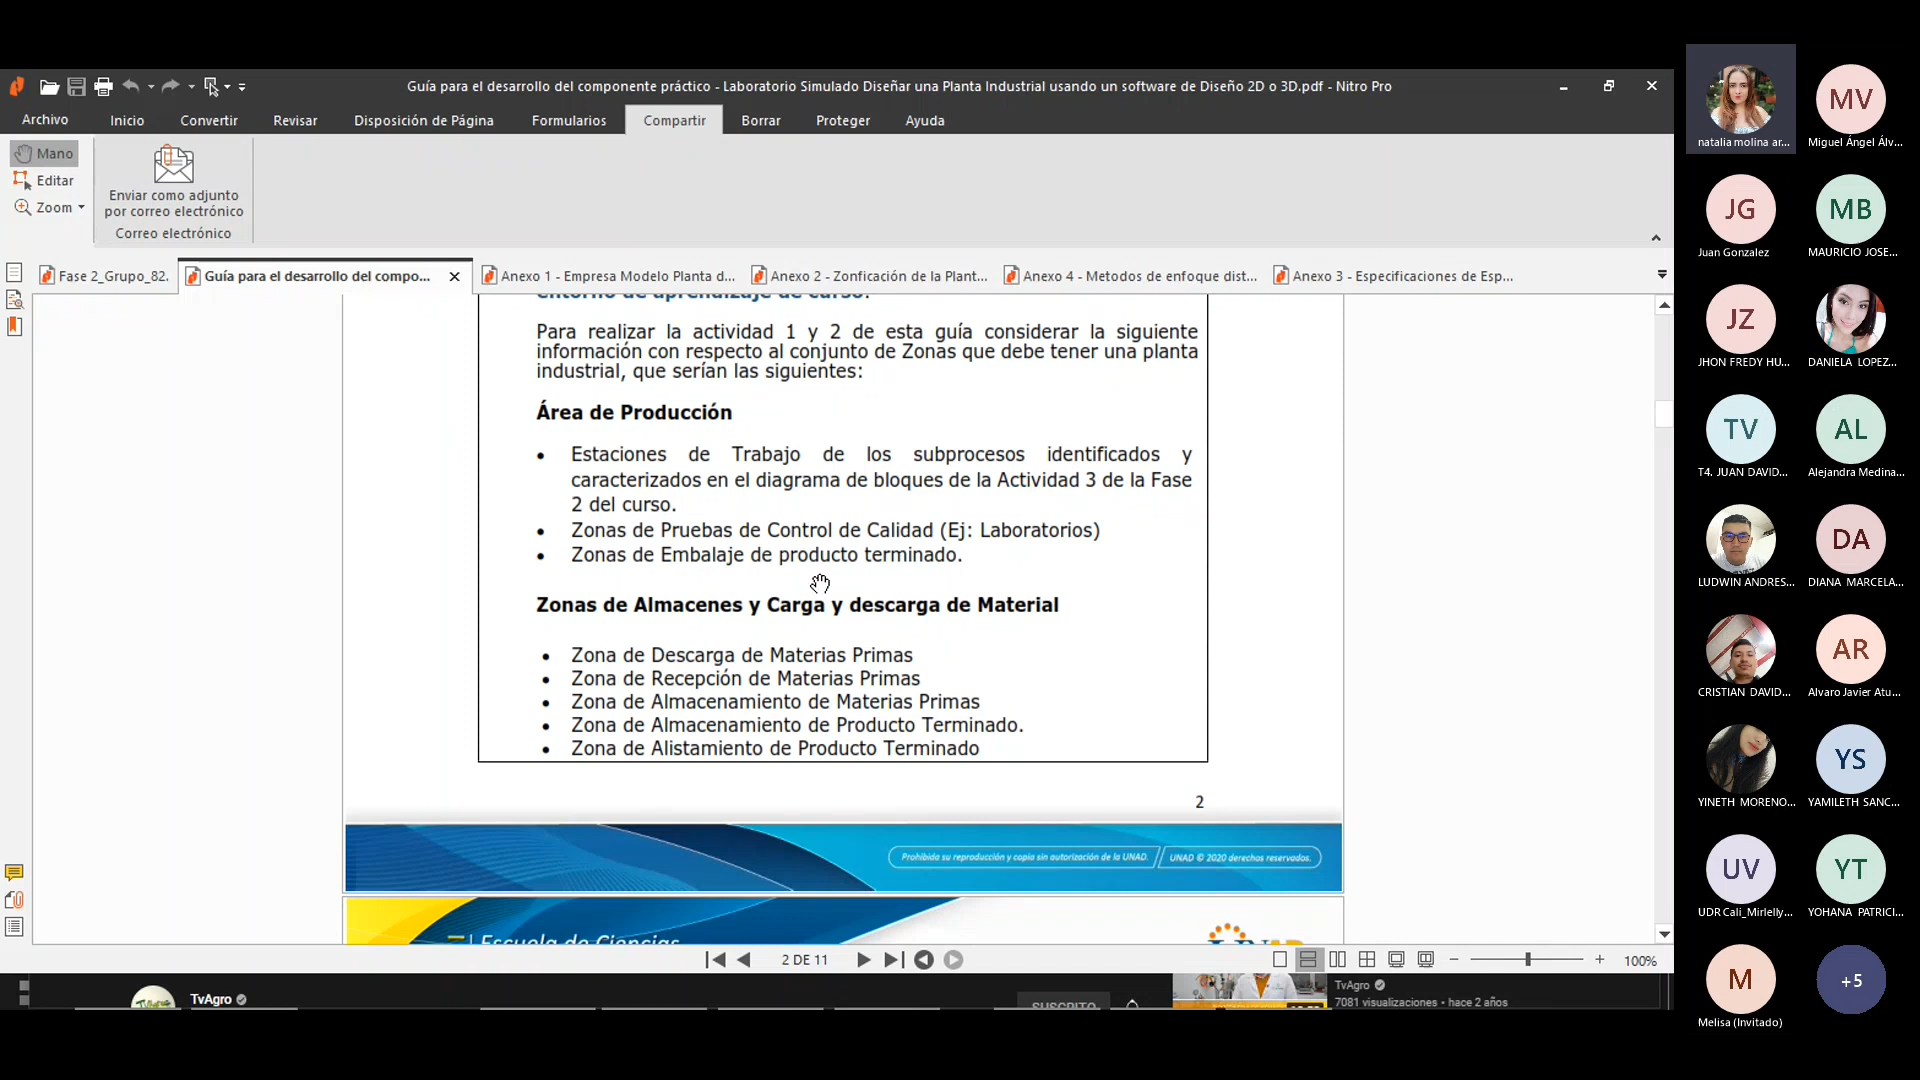 Guía para el desarrollo del componente práctico - Laboratorio Simulado Diseñar una Planta Industrial usando un software de Diseño 2D o 3D.pdf - Nitro Pro
Archivo Inicio Convertir Revisar Disposición de Página Formularios Compartir Borrar Proteger Ayuda
Mano
Editar
Zoom
Enviar como adjunto
por correo electrónico
Correo electrónico
Fase 2_Grupo_82. Guía para el desarrollo del compo... Anexo 1 - Empresa Modelo Planta d... Anexo 2 - Zonficación de la Plant... Anexo 4 - Metodos de enfoque dist... Anexo 3 - Especificaciones de Esp...
entorno de aprendizaje de curso.
Para realizar la actividad 1 y 2 de esta guía considerar la siguiente
información con respecto al conjunto de Zonas que debe tener una planta
industrial, que serían las siguientes:
Área de Producción
• Estaciones de Trabajo de los subprocesos identificados y
caracterizados en el diagrama de bloques de la Actividad 3 de la Fase
2 del curso.
• Zonas de Pruebas de Control de Calidad (Ej: Laboratorios)
• Zonas de Embalaje de producto terminado.
Zonas de Almacenes y Carga y descarga de Material
• Zona de Descarga de Materias Primas
• Zona de Recepción de Materias Primas
• Zona de Almacenamiento de Materias Primas
• Zona de Almacenamiento de Producto Terminado.
• Zona de Alistamiento de Producto Terminado
2
Prohibida su reproducción y copia sin autorización de la UNAD. UNAD © 2020 derechos reservados.
Escuela de Ciencias
2 DE 11
100%
TvAgro
SUSCRITO
TvAgro
7081 visualizaciones • hace 2 años
natalia molina ar...
MV
Miguel Ángel Álv...
JG
Juan Gonzalez
MB
MAURICIO JOSE...
JZ
JHON FREDY HU...
DANIELA LOPEZ...
TV
T4. JUAN DAVID...
AL
Alejandra Medina...
LUDWIN ANDRES...
DA
DIANA MARCELA...
CRISTIAN DAVID...
AR
Alvaro Javier Atu...
YINETH MORENO...
YS
YAMILETH SANC...
UV
UDR Cali_Mirlelly...
YT
YOHANA PATRICI...
M
Melisa (Invitado)
+5